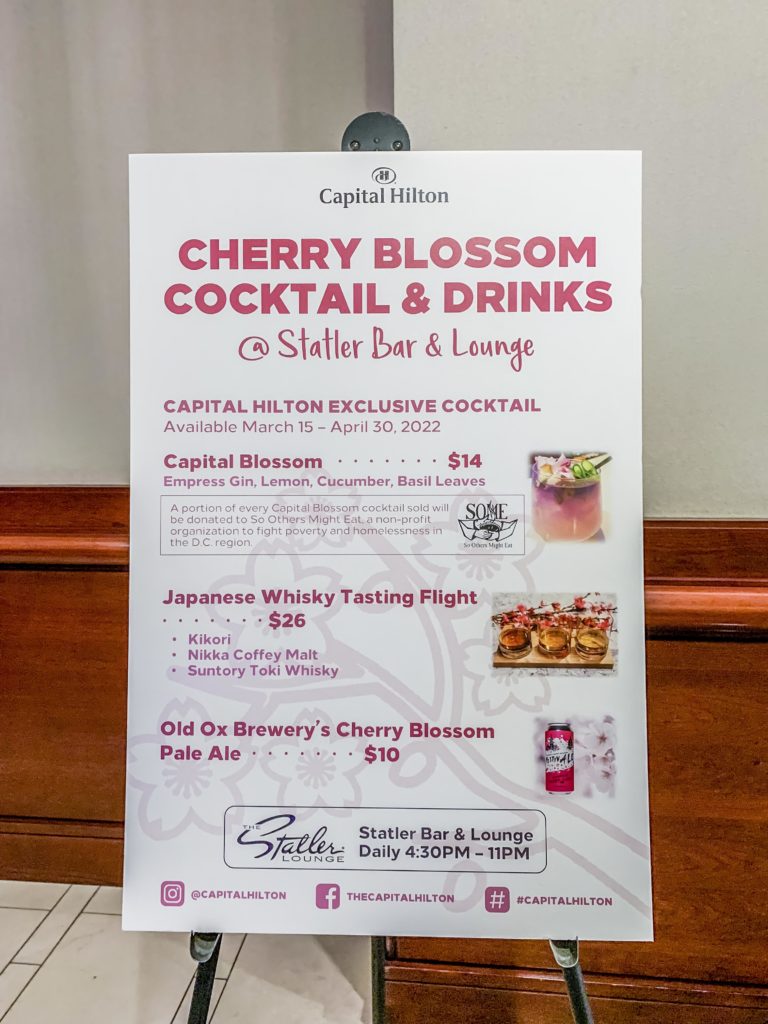 Capital Hilton
CHERRY BLOSSOM
COCKTAIL & DRINKS
@ Statler Bar & Lounge
CAPITAL HILTON EXCLUSIVE COCKTAIL
Available March 15 – April 30, 2022
Capital Blossom · · · · · · · $14
Empress Gin, Lemon, Cucumber, Basil Leaves
A portion of every Capital Blossom cocktail sold will
be donated to So Others Might Eat, a non-profit
organization to fight poverty and homelessness in
the D.C. region.
SOME
So Others Might Eat
Japanese Whisky Tasting Flight
· · · · · · · $26
• Kikori
• Nikka Coffey Malt
• Suntory Toki Whisky
Old Ox Brewery's Cherry Blossom
Pale Ale · · · · · · · $10
THE
Statler
LOUNGE
Statler Bar & Lounge
Daily 4:30PM – 11PM
@CAPITALHILTON
THECAPITALHILTON
#CAPITALHILTON